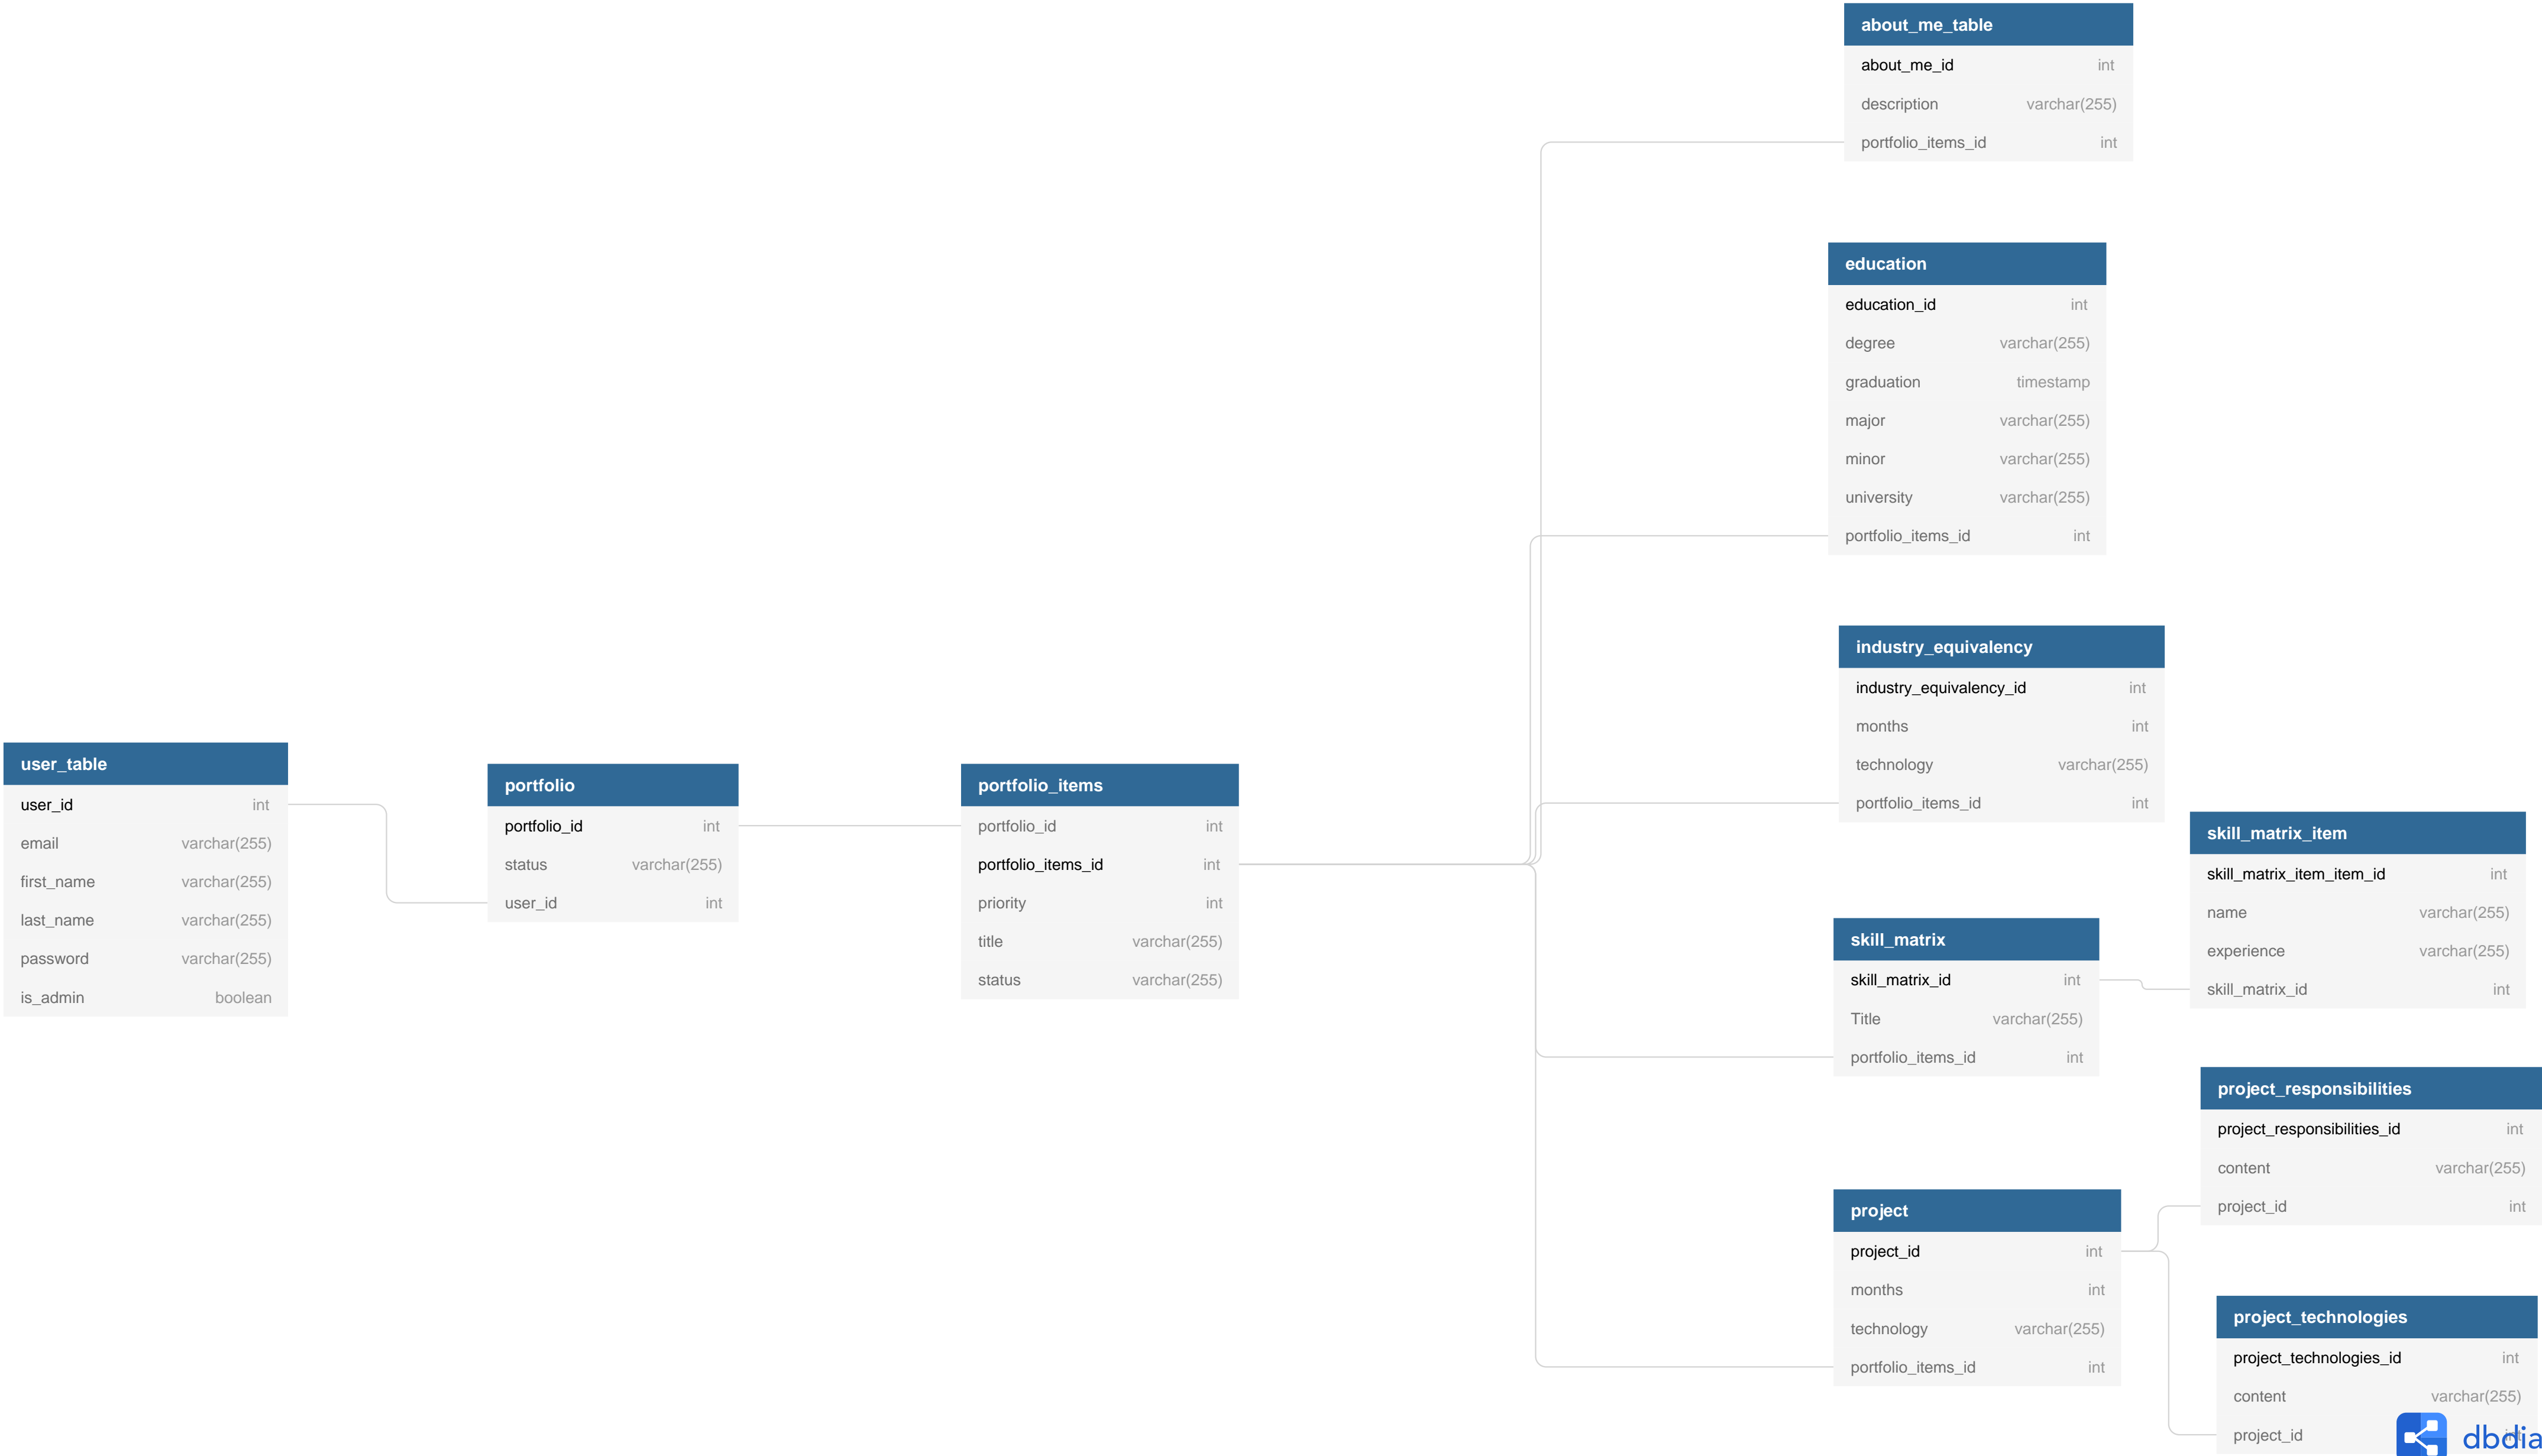 about_me_table
about_me_id int
description varchar(255)
portfolio_items_id int
education
education_id int
degree varchar(255)
graduation timestamp
major varchar(255)
minor varchar(255)
university varchar(255)
portfolio_items_id int
industry_equivalency
industry_equivalency_id int
months int
technology varchar(255)
portfolio_items_id int
user_table
user_id int
email varchar(255)
first_name varchar(255)
last_name varchar(255)
password varchar(255)
is_admin boolean
portfolio
portfolio_id int
status varchar(255)
user_id int
portfolio_items
portfolio_id int
portfolio_items_id int
priority int
title varchar(255)
status varchar(255)
skill_matrix_item
skill_matrix_item_item_id int
name varchar(255)
experience varchar(255)
skill_matrix_id int
skill_matrix
skill_matrix_id int
Title varchar(255)
portfolio_items_id int
project_responsibilities
project_responsibilities_id int
content varchar(255)
project_id int
project
project_id int
months int
technology varchar(255)
portfolio_items_id int
project_technologies
project_technologies_id int
content varchar(255)
project_id
dbdia